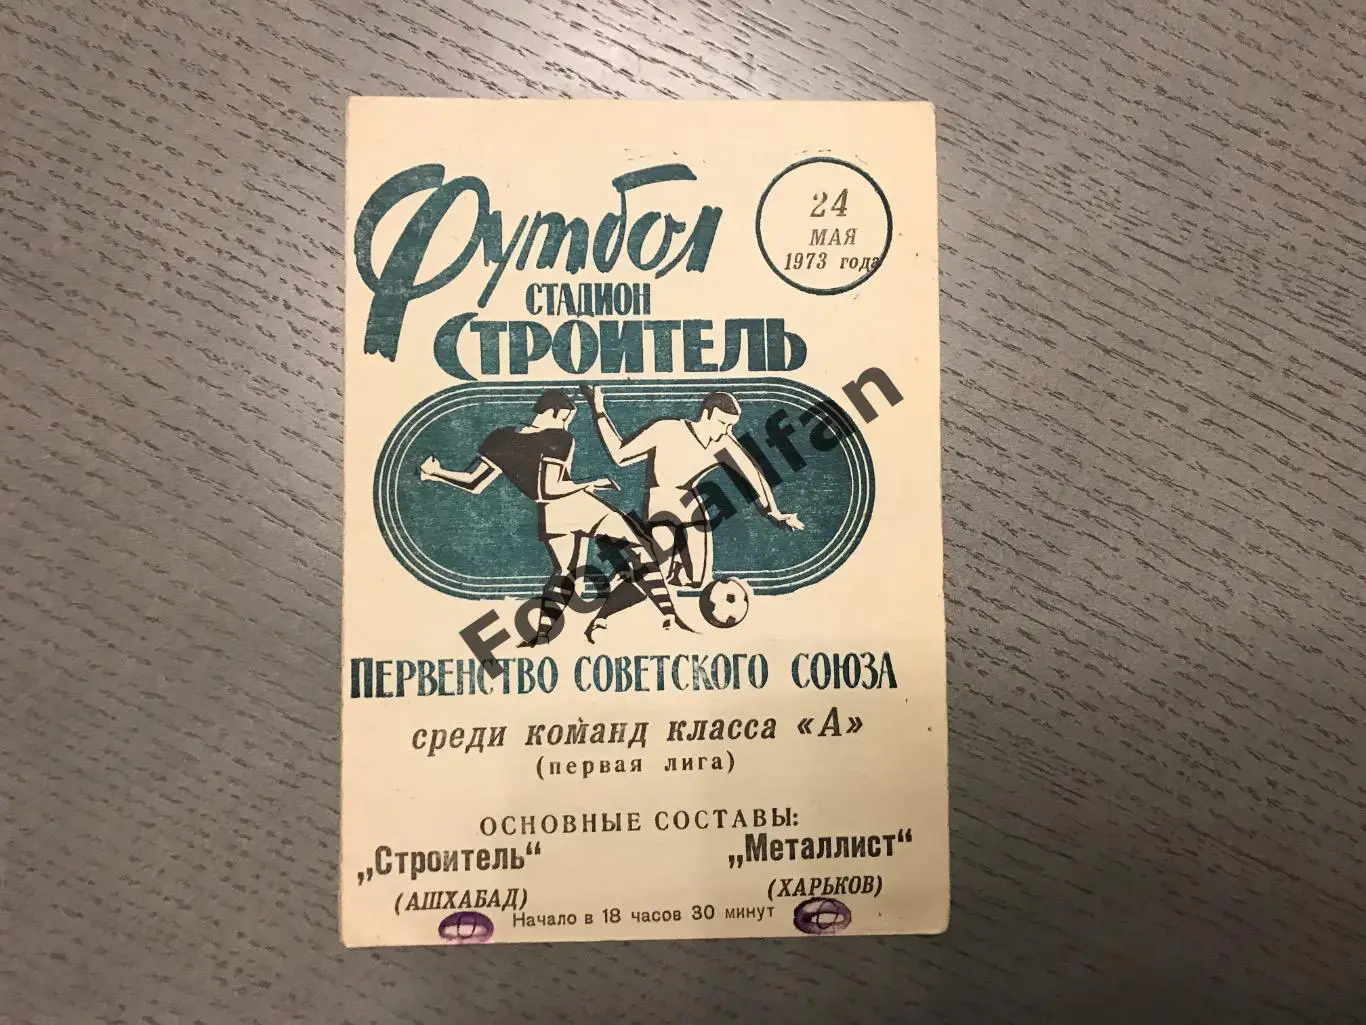 Футбол
24
МАЯ
1973 года
СТАДИОН
СТРОИТЕЛЬ
Footballfan
ПЕРВЕНСТВО СОВЕТСКОГО СОЮЗА
среди команд класса «А»
(первая лига)
ОСНОВНЫЕ СОСТАВЫ:
„Строитель“ „Металлист“
(АШХАБАД) (ХАРЬКОВ)
Начало в 18 часов 30 минут